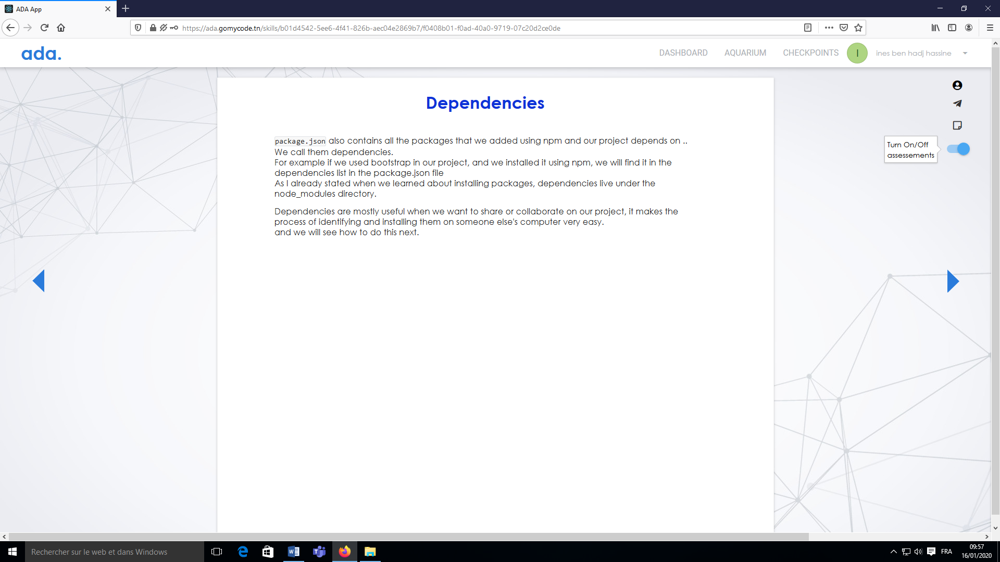 ADA App
https://ada.gomycode.tn/skills/b01d4542-5ee6-4f41-826b-aec04e2869b7/f0408b01-f0ad-40a0-9719-07c20d2ce0de
ada.
DASHBOARD
AQUARIUM
CHECKPOINTS
I
ines ben hadj hassine
Dependencies
package.json also contains all the packages that we added using npm and our project depends on ..
We call them dependencies.
For example if we used bootstrap in our project, and we installed it using npm, we will find it in the
dependencies list in the package.json file
As I already stated when we learned about installing packages, dependencies live under the
node_modules directory.
Dependencies are mostly useful when we want to share or collaborate on our project, it makes the
process of identifying and installing them on someone else's computer very easy.
and we will see how to do this next.
Turn On/Off
assessements
Rechercher sur le web et dans Windows
FRA
09:57
16/01/2020